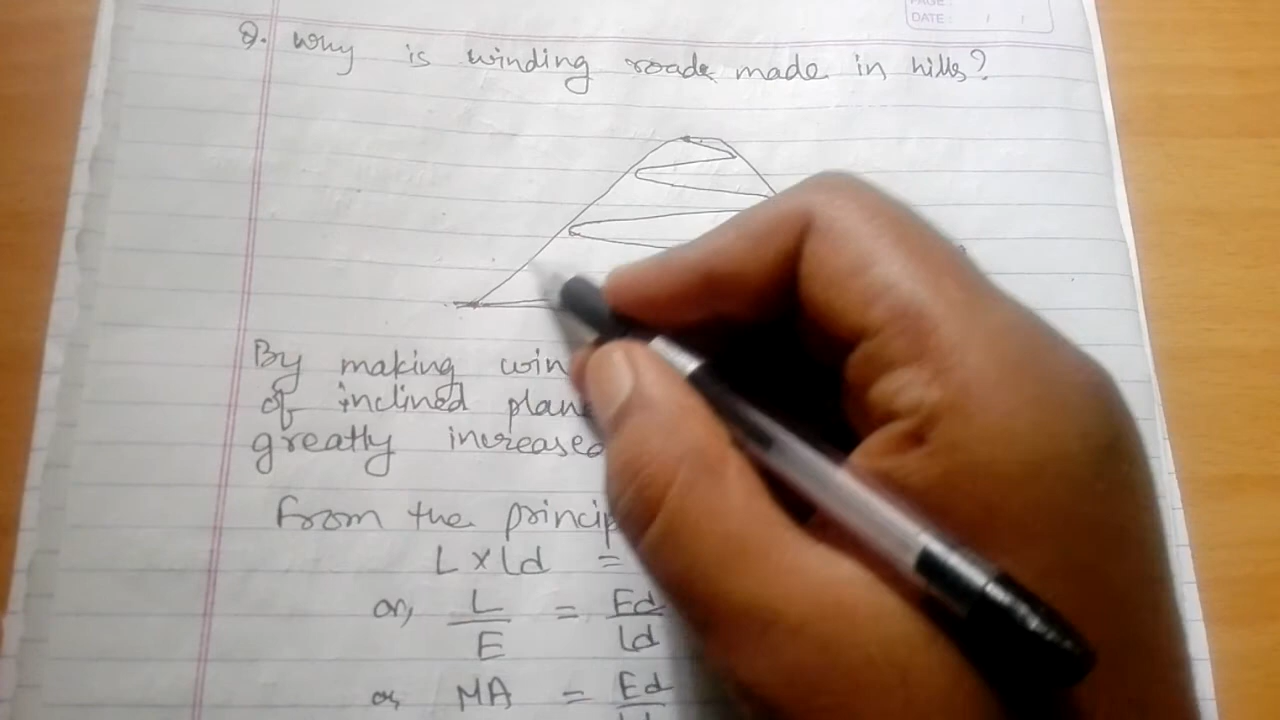 PAGE:
DATE: / /
Q. Why is winding roads made in hills?
By making win
of inclined plane
greatly increased
From the princip
L x Ld =
or, L/E = Ed/Ld
or, MA = Ed